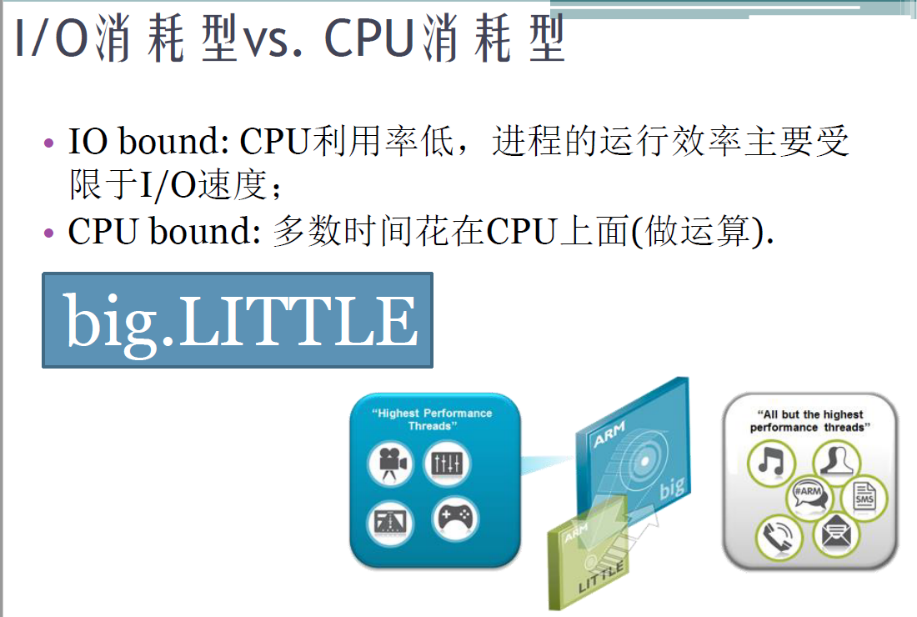 I/O消耗型vs. CPU消耗型
• IO bound: CPU利用率低，进程的运行效率主要受
限于I/O速度；
• CPU bound: 多数时间花在CPU上面(做运算).
big.LITTLE
“Highest Performance
Threads”
ARM
big
ARM
LITTLE
“All but the highest
performance threads”
#ARM
SMS